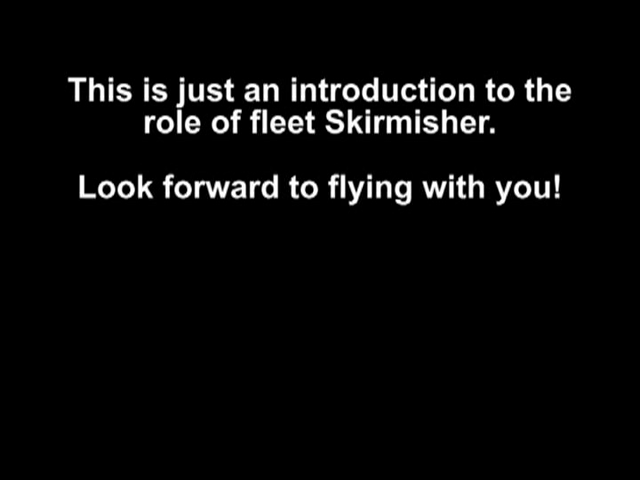 This is just an introduction to the
role of fleet Skirmisher.
Look forward to flying with you!